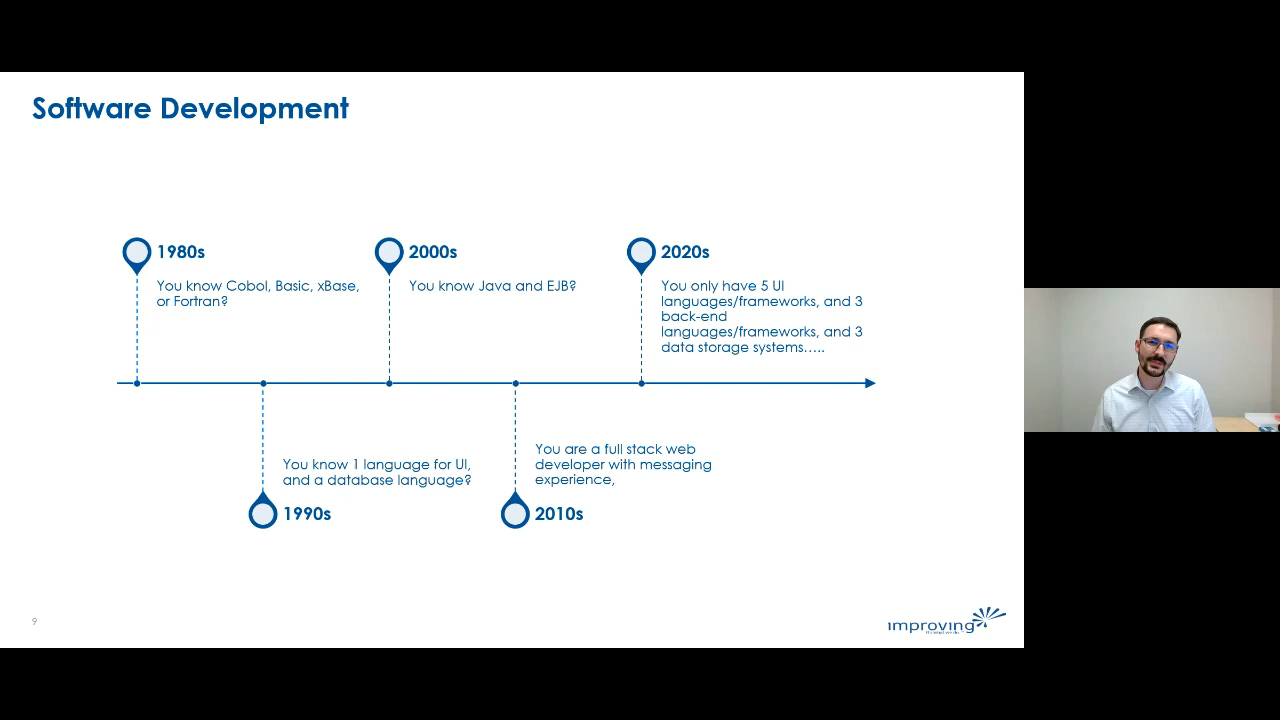 Software Development
1980s
You know Cobol, Basic, xBase,
or Fortran?
2000s
You know Java and EJB?
2020s
You only have 5 UI
languages/frameworks, and 3
back-end
languages/frameworks, and 3
data storage systems…..
You know 1 language for UI,
and a database language?
1990s
You are a full stack web
developer with messaging
experience,
2010s
9
improving